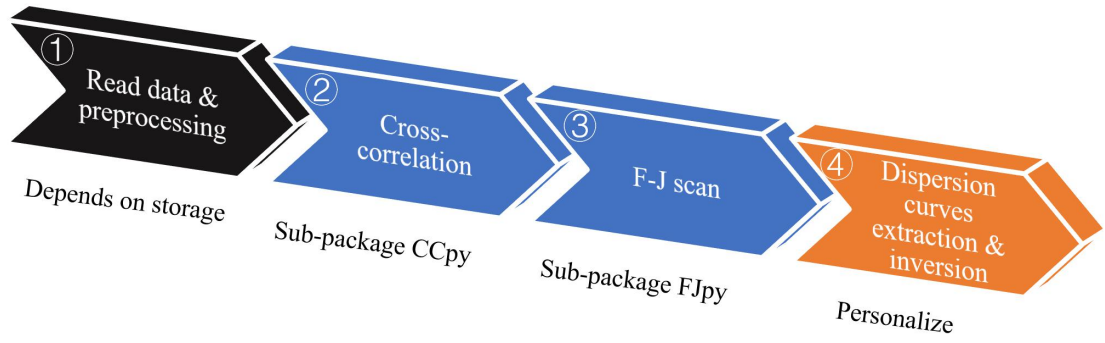 ①
Read data &
preprocessing
Depends on storage
②
Cross-
correlation
Sub-package CCpy
③
F-J scan
Sub-package FJpy
④
Dispersion
curves
extraction &
inversion
Personalize